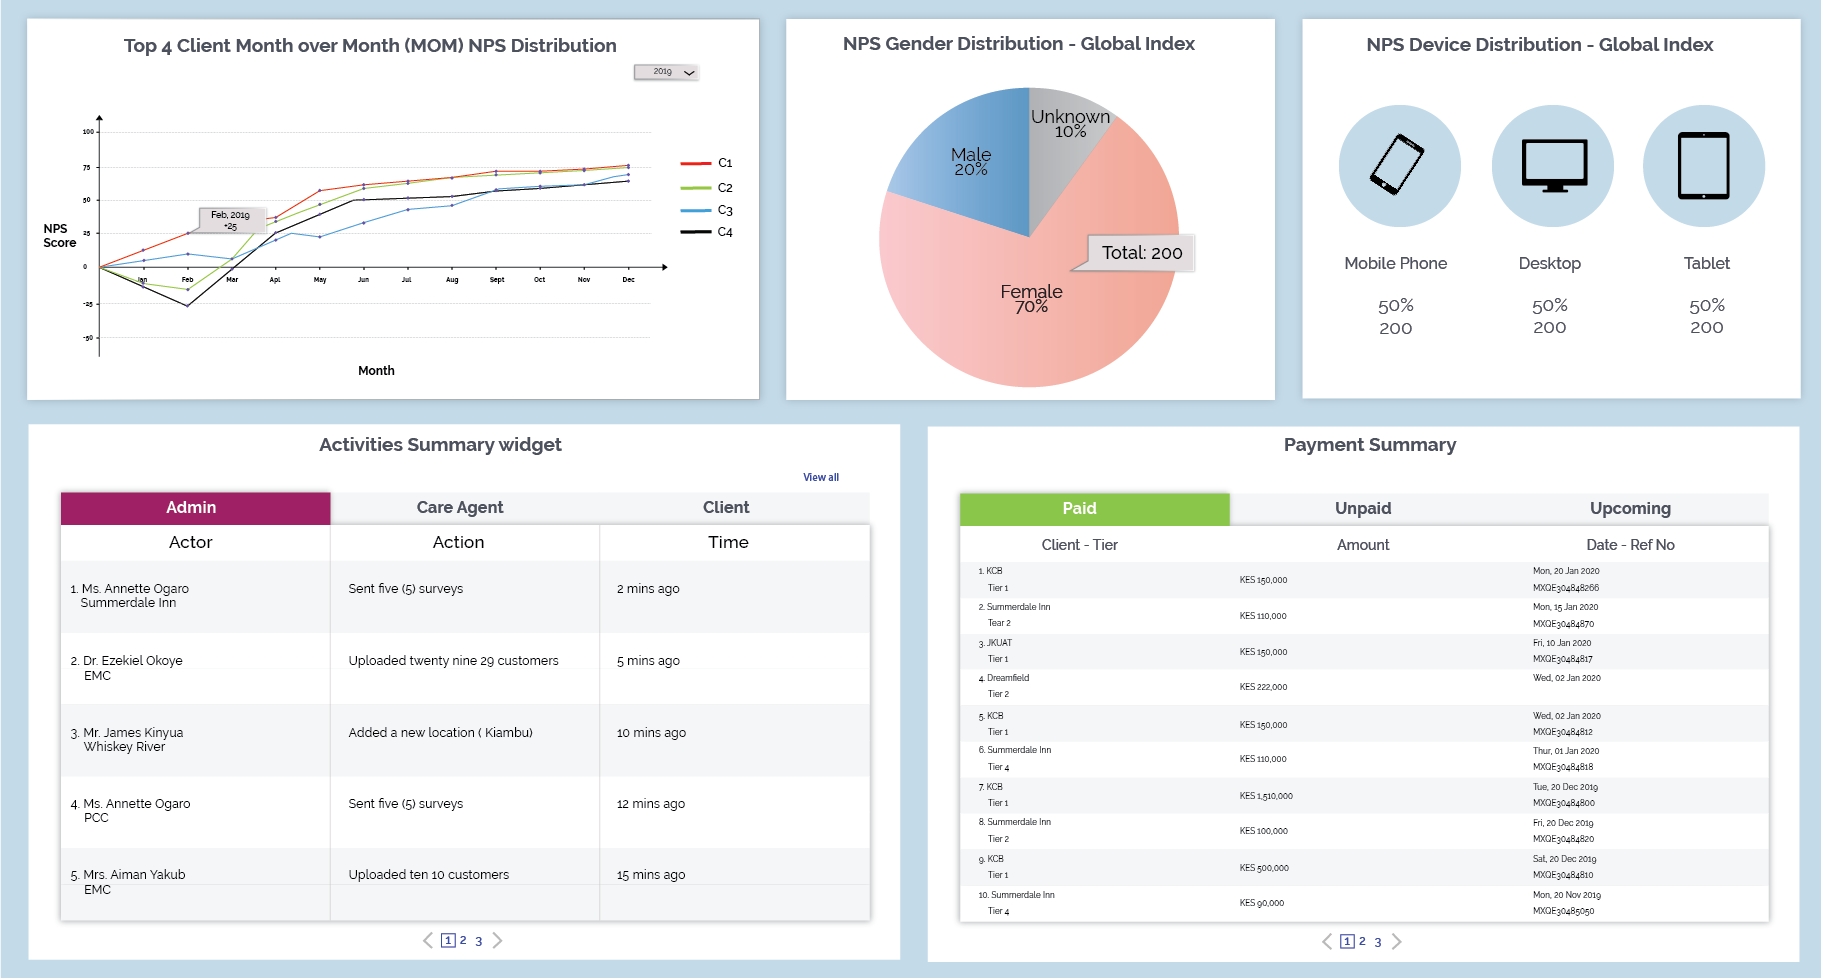 Top 4 Client Month over Month (MOM) NPS Distribution
2019
100
75
50
25
0
-25
-50
NPS
Score
Feb, 2019
+25
Jan Feb Mar Apl May Jun Jul Aug Sept Oct Nov Dec
Month
C1
C2
C3
C4
NPS Gender Distribution - Global Index
Unknown
10%
Male
20%
Total: 200
Female
70%
NPS Device Distribution - Global Index
Mobile Phone Desktop Tablet
50% 50% 50%
200 200 200
Activities Summary widget
View all
Admin Care Agent Client
Actor Action Time
1. Ms. Annette Ogaro Sent five (5) surveys 2 mins ago
Summerdale Inn
2. Dr. Ezekiel Okoye Uploaded twenty nine 29 customers 5 mins ago
EMC
3. Mr. James Kinyua Added a new location ( Kiambu) 10 mins ago
Whiskey River
4. Ms. Annette Ogaro Sent five (5) surveys 12 mins ago
PCC
5. Mrs. Aiman Yakub Uploaded ten 10 customers 15 mins ago
EMC
1 2 3
Payment Summary
Paid Unpaid Upcoming
Client - Tier Amount Date - Ref No
1. KCB Mon, 20 Jan 2020
KES 150,000
Tier 1 MXQE304848266
2. Summerdale Inn Mon, 15 Jan 2020
KES 110,000
Tear 2 MXQE30484870
3. JKUAT Fri, 10 Jan 2020
KES 150,000
Tier 1 MXQE30484817
4. Dreamfield Wed, 02 Jan 2020
KES 222,000
Tier 2
5. KCB Wed, 02 Jan 2020
KES 150,000
Tier 1 MXQE30484812
6. Summerdale Inn Thur, 01 Jan 2020
KES 110,000
Tier 4 MXQE30484818
7. KCB Tue, 20 Dec 2019
KES 1,510,000
Tier 1 MXQE30484800
8. Summerdale Inn Fri, 20 Dec 2019
KES 100,000
Tier 2 MXQE30484820
9. KCB Sat, 20 Dec 2019
KES 500,000
Tier 1 MXQE30484810
10. Summerdale Inn Mon, 20 Nov 2019
KES 90,000
Tier 4 MXQE30485050
1 2 3